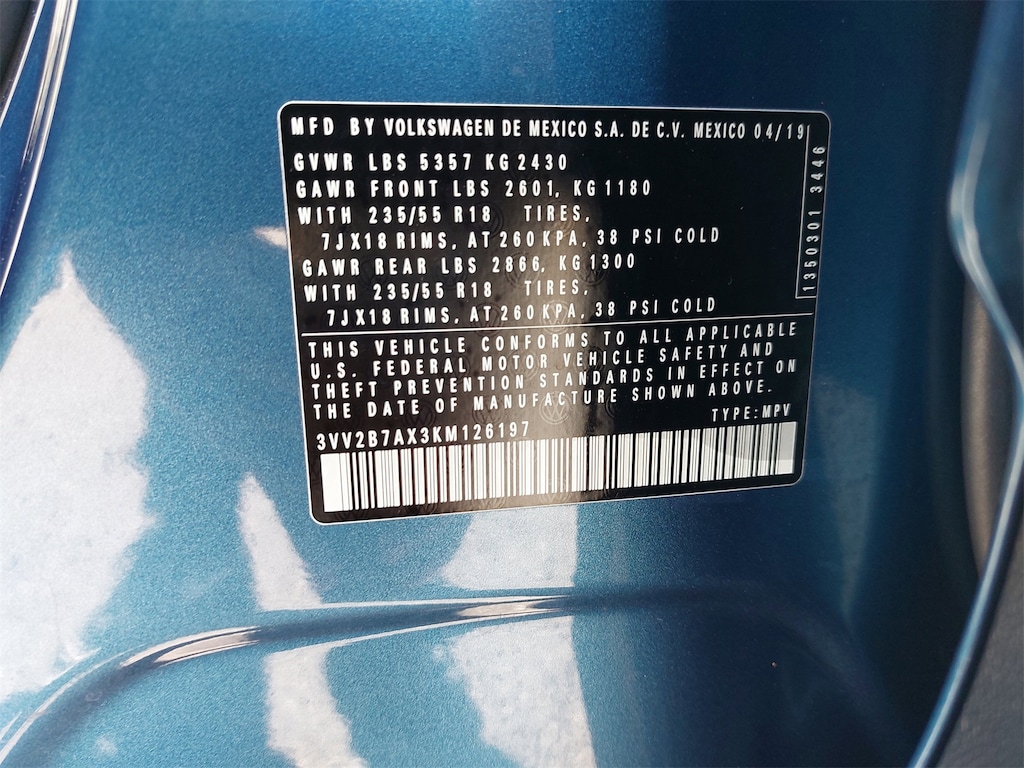 MFD BY VOLKSWAGEN DE MEXICO S.A. DE C.V. MEXICO 04/19
GVWR LBS 5357 KG 2430
GAWR FRONT LBS 2601, KG 1180
WITH 235/55 R18 TIRES,
7JX18 RIMS, AT 260 KPA, 38 PSI COLD
GAWR REAR LBS 2866, KG 1300
WITH 235/55 R18 TIRES,
7JX18 RIMS, AT 260 KPA, 38 PSI COLD
1350301 3446
THIS VEHICLE CONFORMS TO ALL APPLICABLE
U.S. FEDERAL MOTOR VEHICLE SAFETY AND
THEFT PREVENTION STANDARDS IN EFFECT ON
THE DATE OF MANUFACTURE SHOWN ABOVE.
TYPE: MPV
3VV2B7AX3KM126197